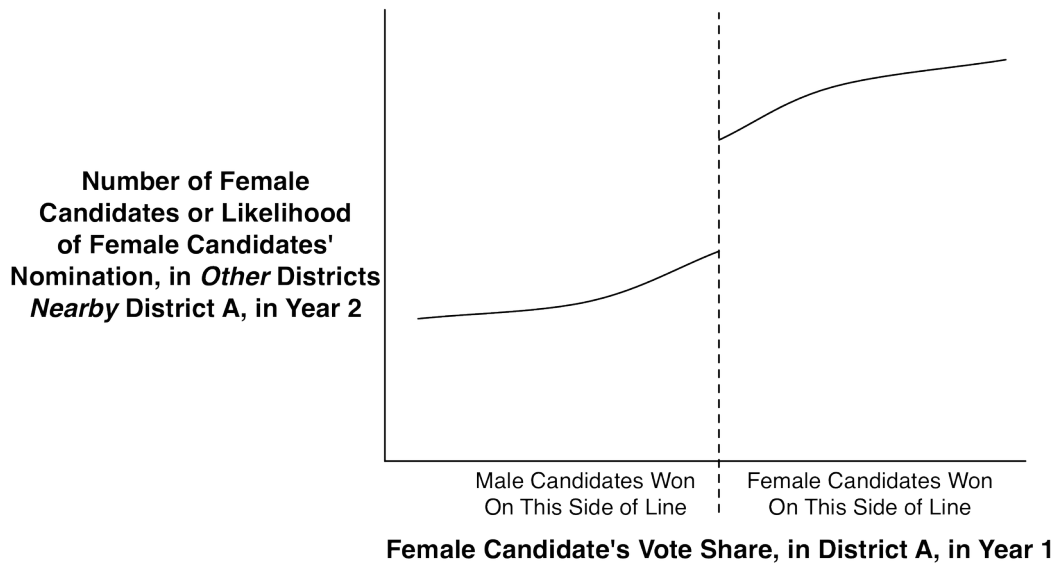 Number of Female
Candidates or Likelihood
of Female Candidates'
Nomination, in Other Districts
Nearby District A, in Year 2
Male Candidates Won
On This Side of Line
Female Candidates Won
On This Side of Line
Female Candidate's Vote Share, in District A, in Year 1